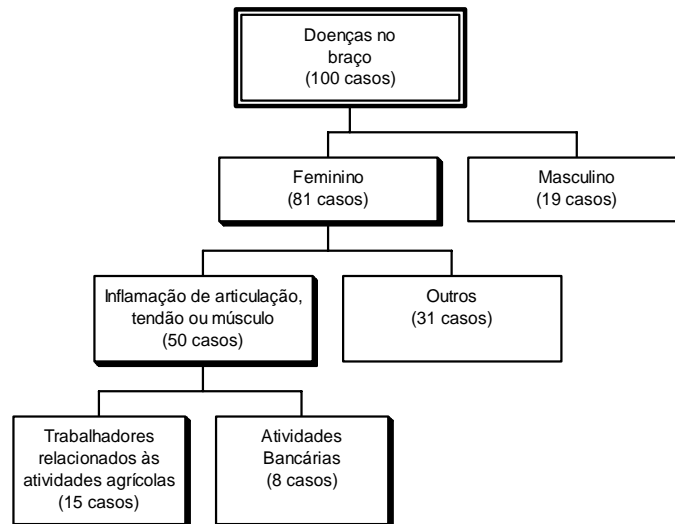 Doenças no
braço
(100 casos)
Feminino
(81 casos)
Masculino
(19 casos)
Inflamação de articulação,
tendão ou músculo
(50 casos)
Outros
(31 casos)
Trabalhadores
relacionados às
atividades agrícolas
(15 casos)
Atividades
Bancárias
(8 casos)